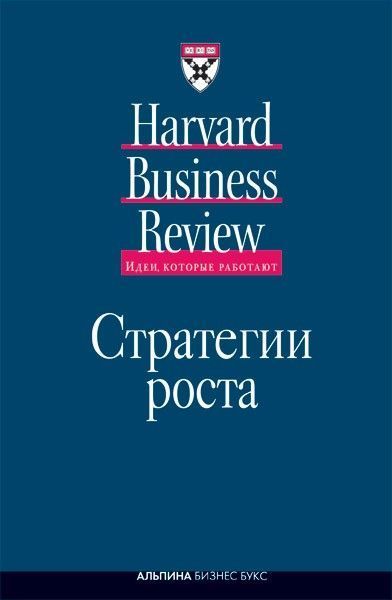 Harvard
Business
Review
ИДЕИ, КОТОРЫЕ РАБОТАЮТ
Стратегии
роста
АЛЬПИНА БИЗНЕС БУКС